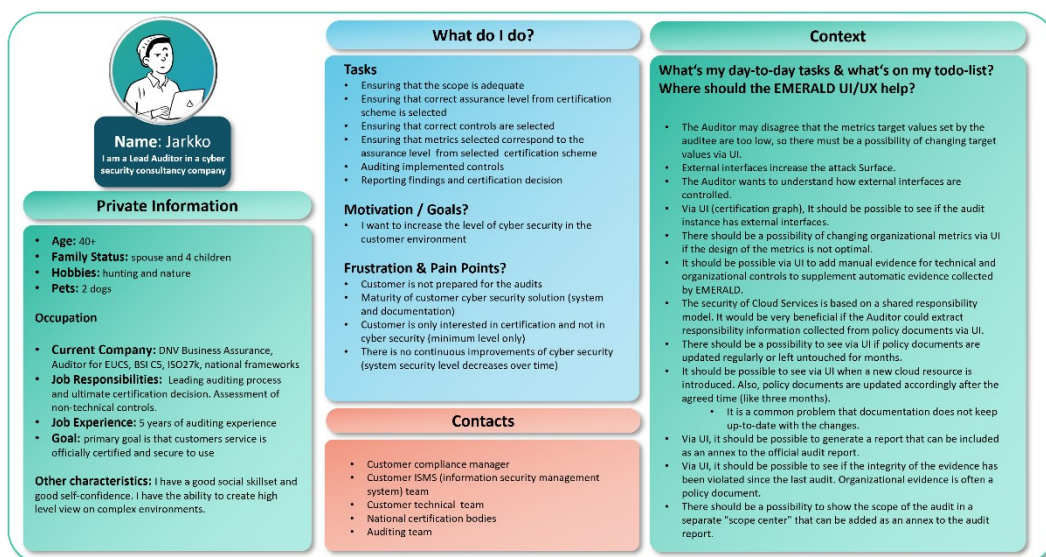 Name: Jarkko
I am a Lead Auditor in a cyber
security consultancy company
Private Information
• Age: 40+
• Family Status: spouse and 4 children
• Hobbies: hunting and nature
• Pets: 2 dogs
Occupation
• Current Company: DNV Business Assurance,
Auditor for EUCS, BSI C5, ISO27k, national frameworks
• Job Responsibilities: Leading auditing process
and ultimate certification decision. Assessment of
non-technical controls.
• Job Experience: 5 years of auditing experience
• Goal: primary goal is that customers service is
officially certified and secure to use
Other characteristics: I have a good social skillset and
good self-confidence. I have the ability to create high
level view on complex environments.
What do I do?
Tasks
• Ensuring that the scope is adequate
• Ensuring that correct assurance level from certification
scheme is selected
• Ensuring that correct controls are selected
• Ensuring that metrics selected correspond to the
assurance level from selected certification scheme
• Auditing implemented controls
• Reporting findings and certification decision
Motivation / Goals?
• I want to increase the level of cyber security in the
customer environment
Frustration & Pain Points?
• Customer is not prepared for the audits
• Maturity of customer cyber security solution (system
and documentation)
• Customer is only interested in certification and not in
cyber security (minimum level only)
• There is no continuous improvements of cyber security
(system security level decreases over time)
Contacts
• Customer compliance manager
• Customer ISMS (information security management
system) team
• Customer technical team
• National certification bodies
• Auditing team
Context
What's my day-to-day tasks & what's on my todo-list?
Where should the EMERALD UI/UX help?
• The Auditor may disagree that the metrics target values set by the
auditee are too low, so there must be a possibility of changing target
values via UI.
• External interfaces increase the attack Surface.
• The Auditor wants to understand how external interfaces are
controlled.
• Via UI (certification graph), It should be possible to see if the audit
instance has external interfaces.
• There should be a possibility of changing organizational metrics via UI
if the design of the metrics is not optimal.
• It should be possible via UI to add manual evidence for technical and
organizational controls to supplement automatic evidence collected
by EMERALD.
• The security of Cloud Services is based on a shared responsibility
model. It would be very beneficial if the Auditor could extract
responsibility information collected from policy documents via UI.
• There should be a possibility to see via UI if policy documents are
updated regularly or left untouched for months.
• It should be possible to see via UI when a new cloud resource is
introduced. Also, policy documents are updated accordingly after the
agreed time (like three months).
• It is a common problem that documentation does not keep
up-to-date with the changes.
• Via UI, it should be possible to generate a report that can be included
as an annex to the official audit report.
• Via UI, it should be possible to see if the integrity of the evidence has
been violated since the last audit. Organizational evidence is often a
policy document.
• There should be a possibility to show the scope of the audit in a
separate "scope center" that can be added as an annex to the audit
report.